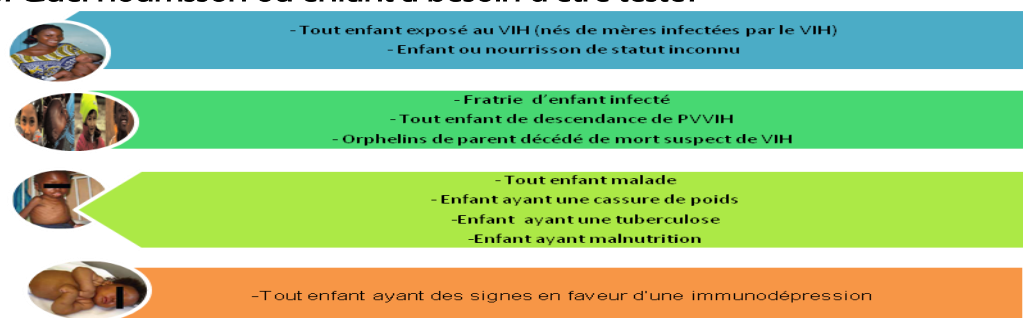 - Tout enfant exposé au VIH (nés de mères infectées par le VIH)
- Enfant ou nourrisson de statut inconnu
- Fratrie d'enfant infecté
- Tout enfant de descendance de PVVIH
- Orphelins de parent décédé de mort suspect de VIH
- Tout enfant malade
- Enfant ayant une cassure de poids
-Enfant ayant une tuberculose
-Enfant ayant malnutrition
-Tout enfant ayant des signes en faveur d'une immunodépression